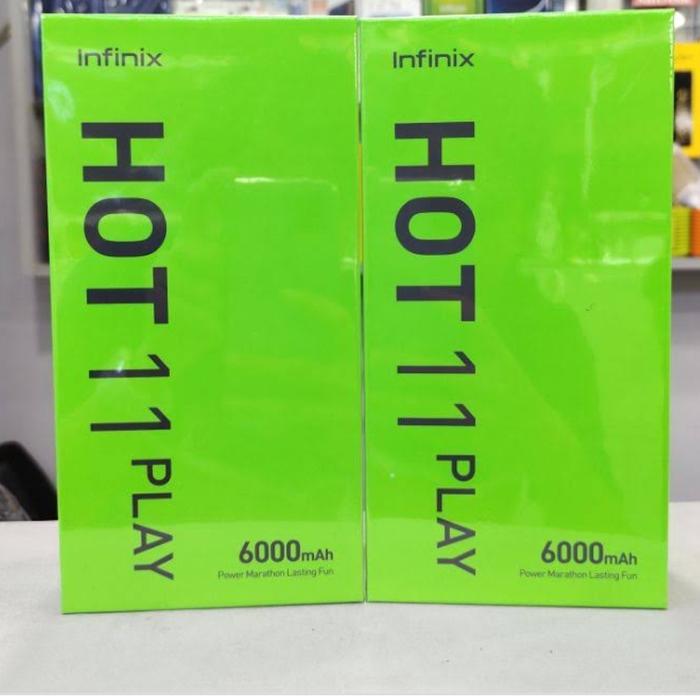 Infinix
HOT 11 PLAY
6000mAh
Power Marathon Lasting Fun
Infinix
HOT 11 PLAY
6000mAh
Power Marathon Lasting Fun